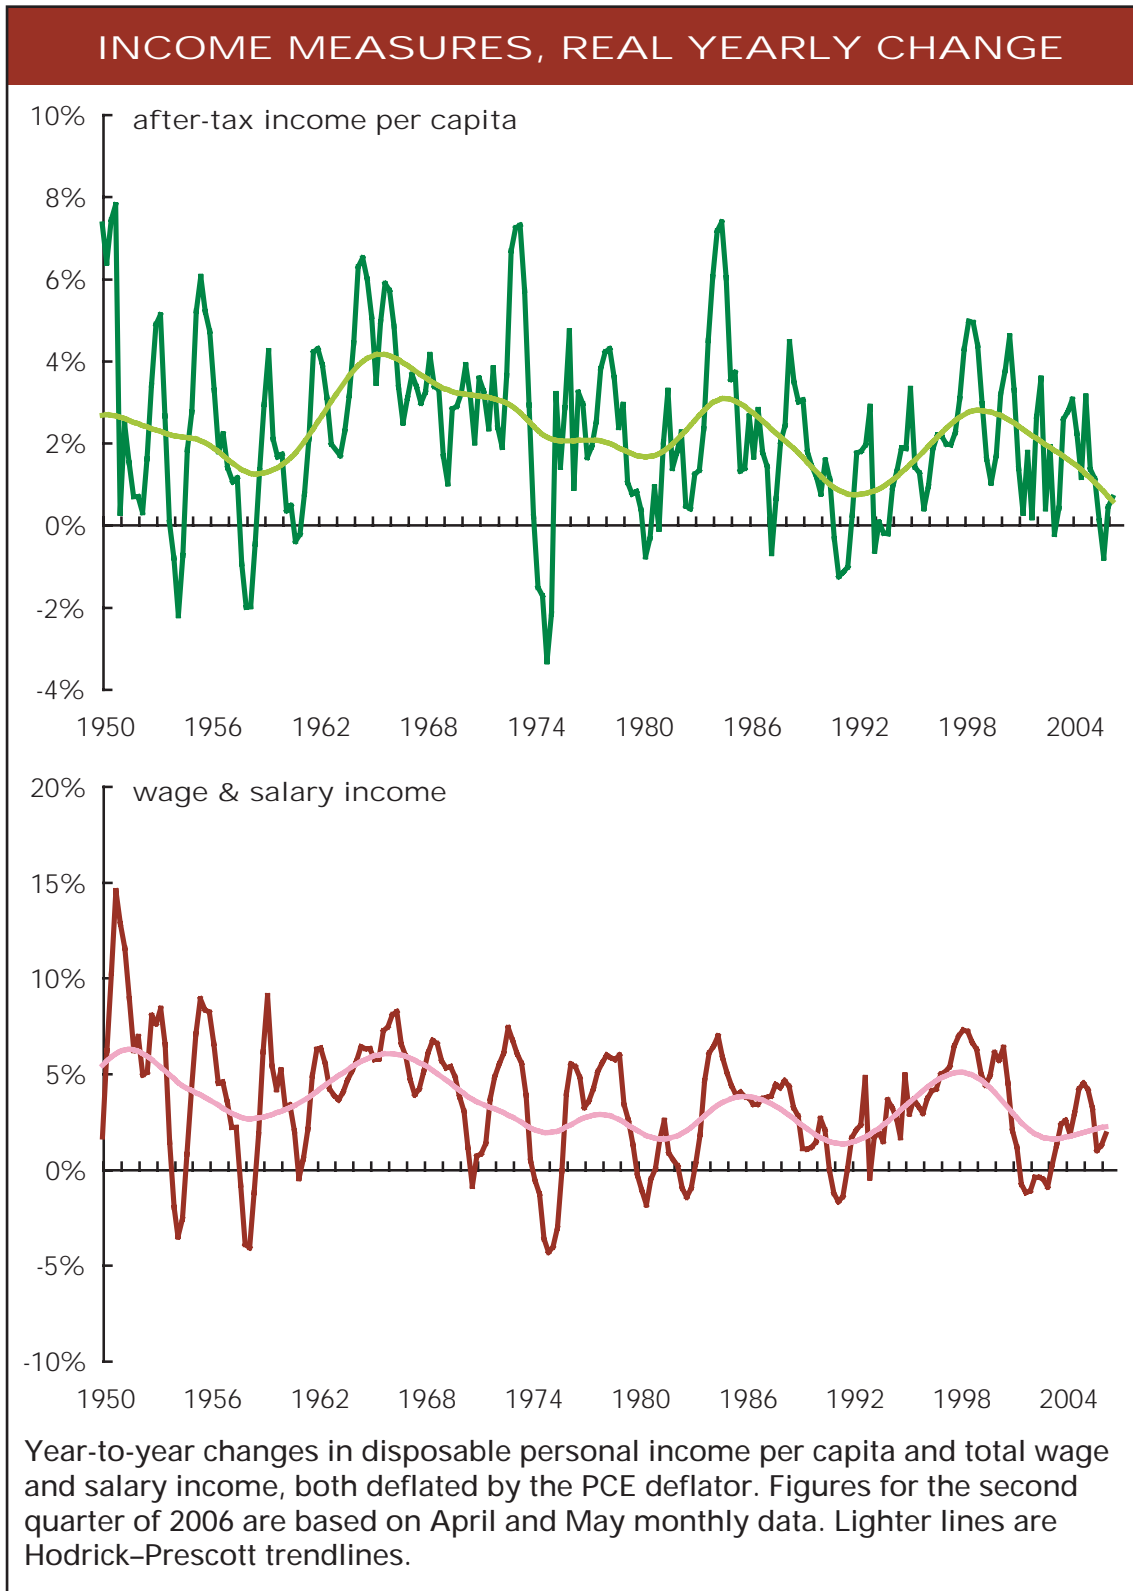 INCOME MEASURES, REAL YEARLY CHANGE
after-tax income per capita
10%
8%
6%
4%
2%
0%
-2%
-4%
1950 1956 1962 1968 1974 1980 1986 1992 1998 2004
wage & salary income
20%
15%
10%
5%
0%
-5%
-10%
1950 1956 1962 1968 1974 1980 1986 1992 1998 2004
Year-to-year changes in disposable personal income per capita and total wage
and salary income, both deflated by the PCE deflator. Figures for the second
quarter of 2006 are based on April and May monthly data. Lighter lines are
Hodrick–Prescott trendlines.